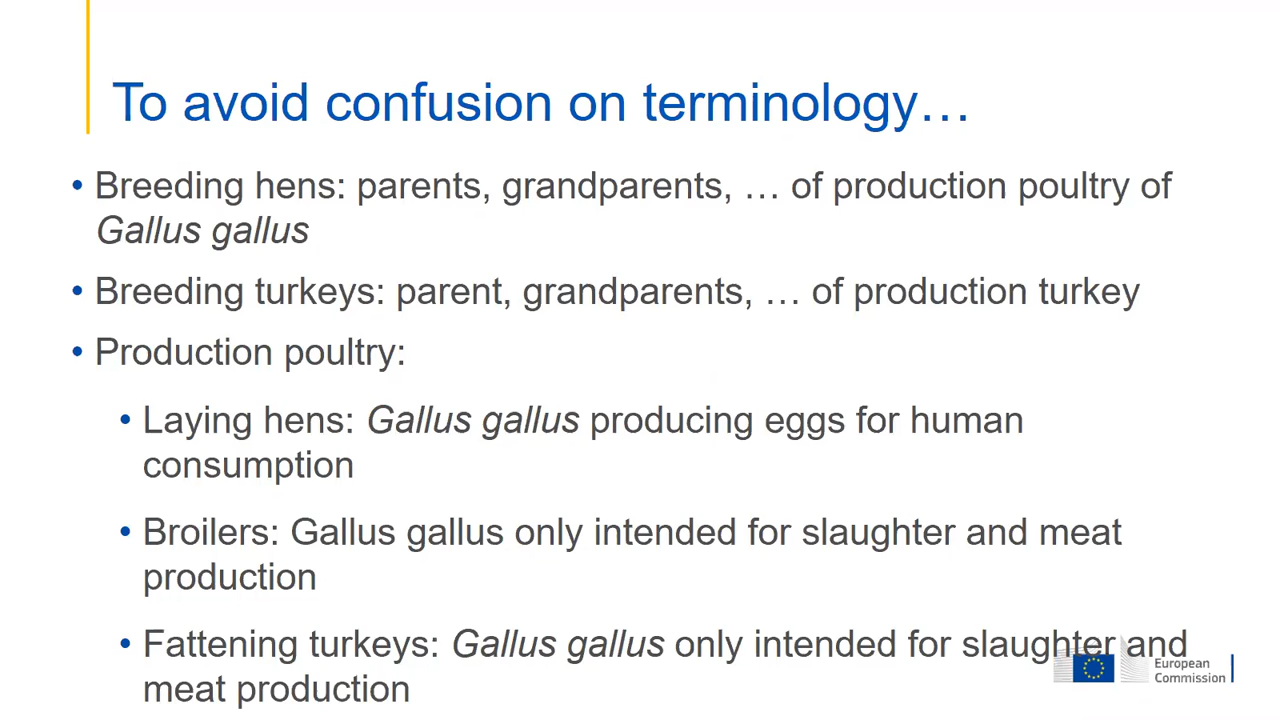 To avoid confusion on terminology…
• Breeding hens: parents, grandparents, … of production poultry of
Gallus gallus
• Breeding turkeys: parent, grandparents, … of production turkey
• Production poultry:
• Laying hens: Gallus gallus producing eggs for human
consumption
• Broilers: Gallus gallus only intended for slaughter and meat
production
• Fattening turkeys: Gallus gallus only intended for slaughter and
meat production
European
Commission